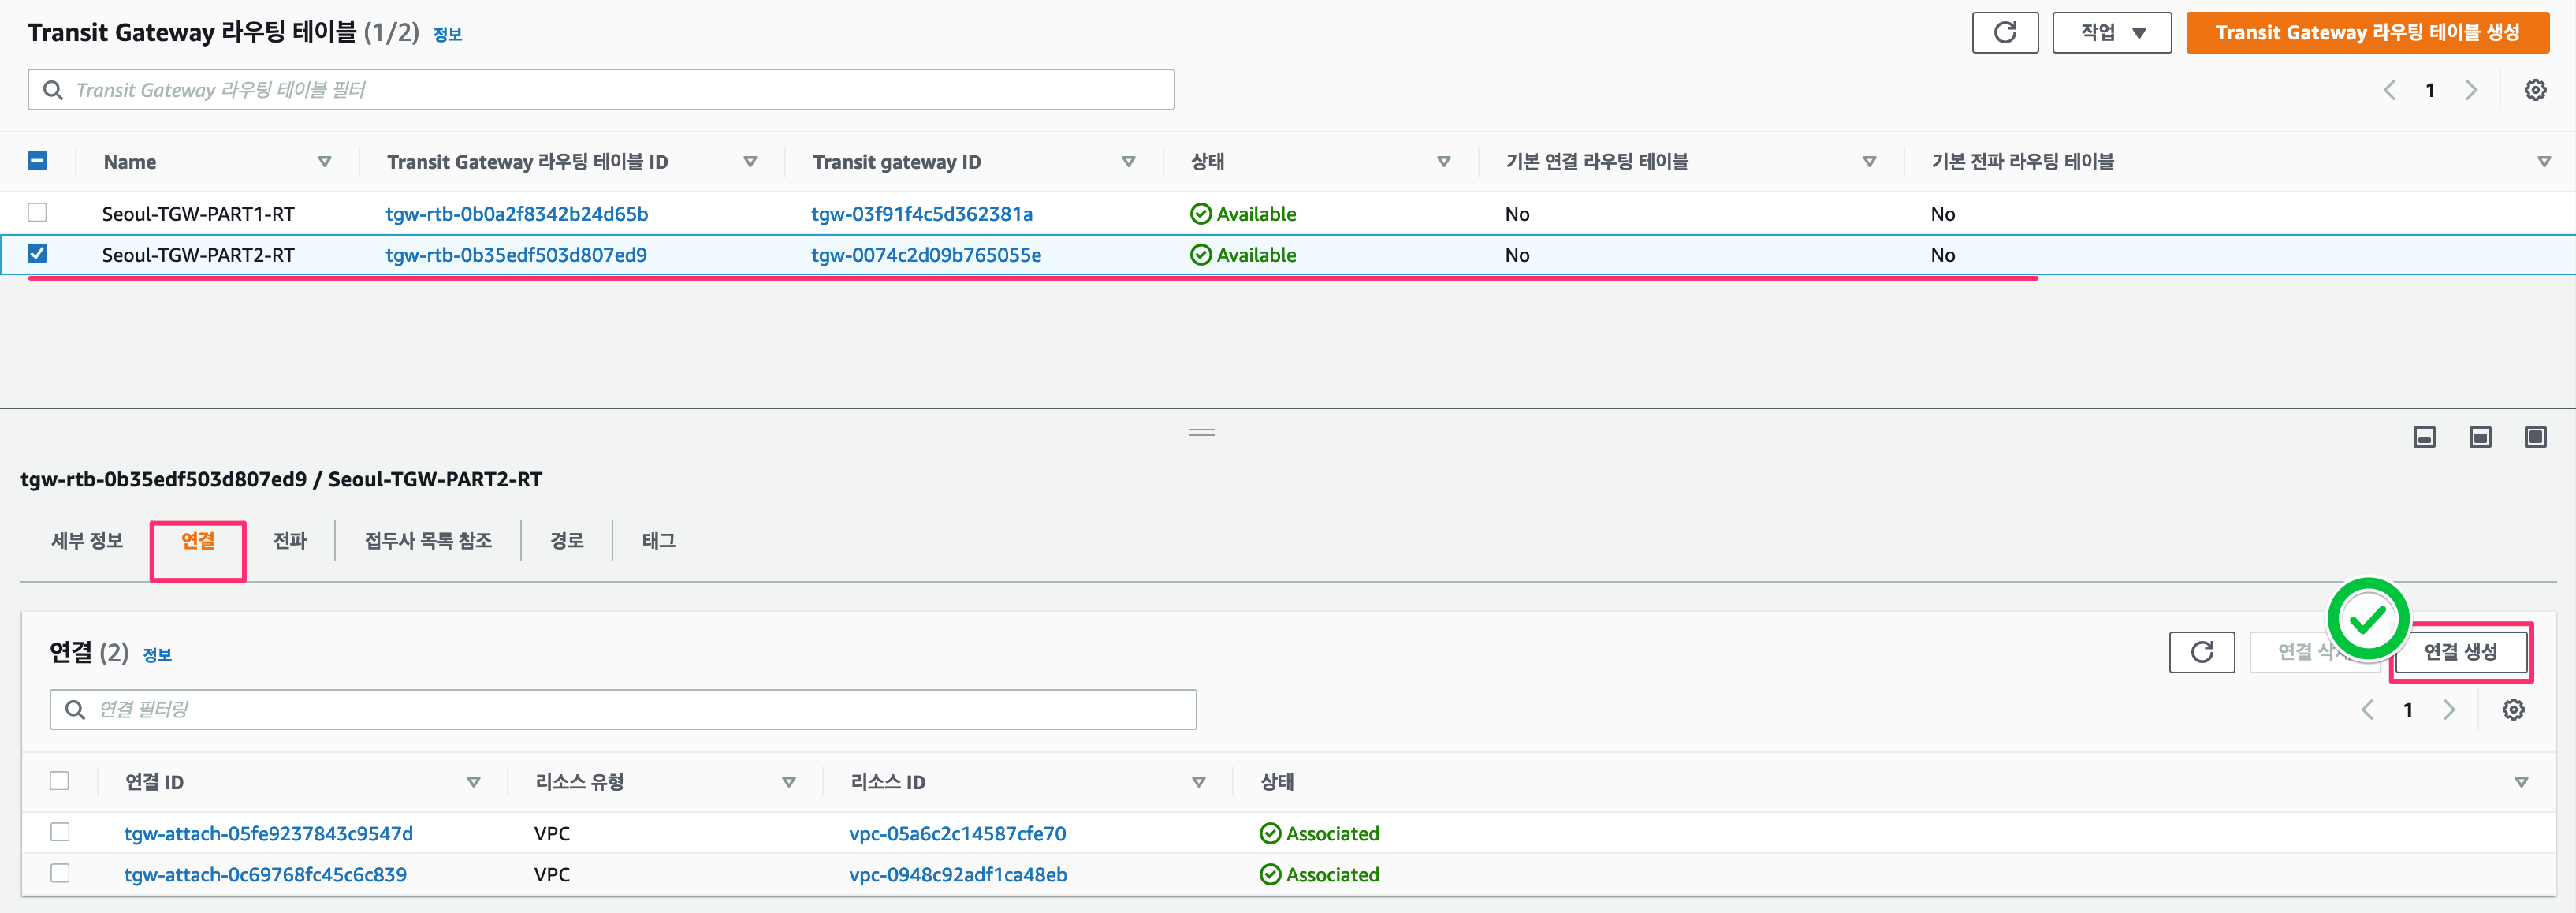 Transit Gateway 라우팅 테이블 (1/2) 정보
작업 Transit Gateway 라우팅 테이블 생성
Transit Gateway 라우팅 테이블 필터
1
Name Transit Gateway 라우팅 테이블 ID Transit gateway ID 상태 기본 연결 라우팅 테이블 기본 전파 라우팅 테이블
Seoul-TGW-PART1-RT tgw-rtb-0b0a2f8342b24d65b tgw-03f91f4c5d362381a Available No No
Seoul-TGW-PART2-RT tgw-rtb-0b35edf503d807ed9 tgw-0074c2d09b765055e Available No No
tgw-rtb-0b35edf503d807ed9 / Seoul-TGW-PART2-RT
세부 정보 연결 전파 접두사 목록 참조 경로 태그
연결 (2) 정보
연결 연결 생성
연결 필터링
1
연결 ID 리소스 유형 리소스 ID 상태
tgw-attach-05fe9237843c9547d VPC vpc-05a6c2c14587cfe70 Associated
tgw-attach-0c69768fc45c6c839 VPC vpc-0948c92adf1ca48eb Associated